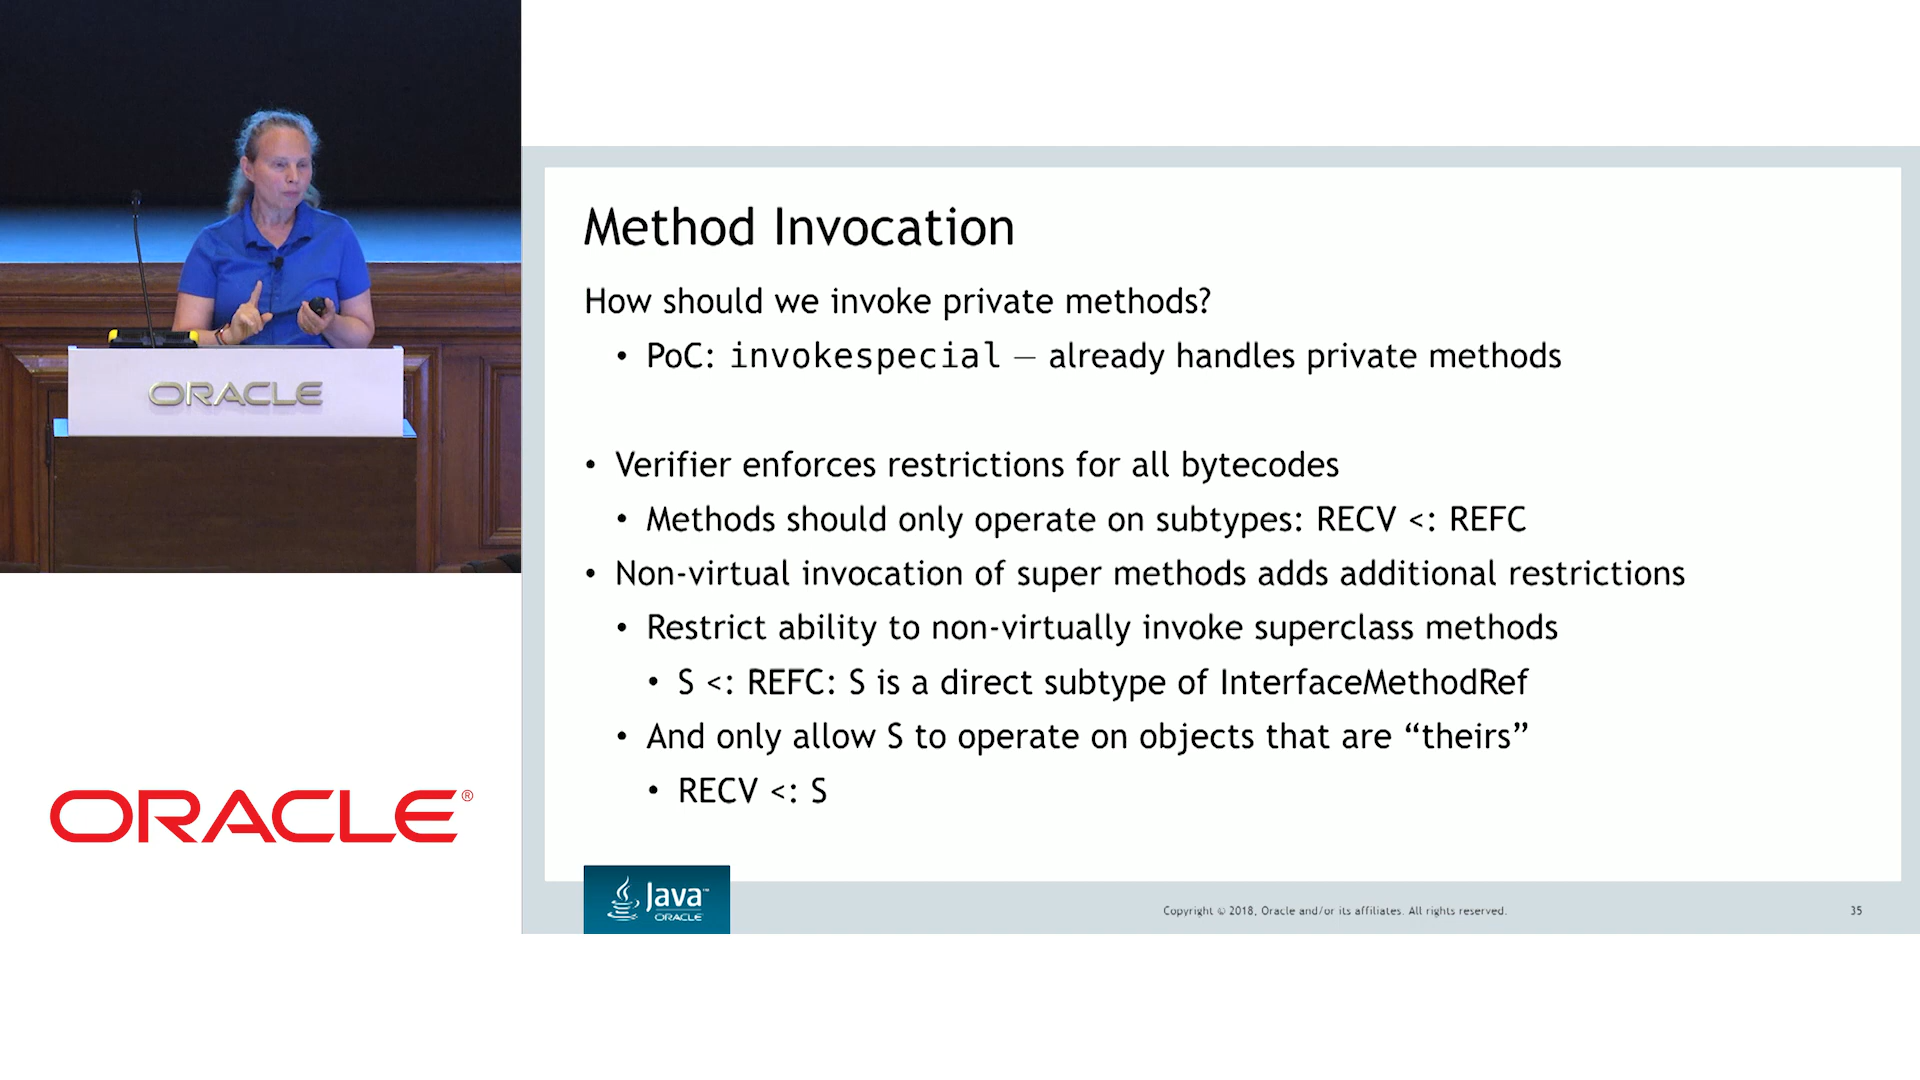 ORACLE
ORACLE®
Method Invocation
How should we invoke private methods?
• PoC: invokespecial — already handles private methods
• Verifier enforces restrictions for all bytecodes
• Methods should only operate on subtypes: RECV <: REFC
• Non-virtual invocation of super methods adds additional restrictions
• Restrict ability to non-virtually invoke superclass methods
• S <: REFC: S is a direct subtype of InterfaceMethodRef
• And only allow S to operate on objects that are “theirs”
• RECV <: S
Java™
ORACLE
Copyright © 2018, Oracle and/or its affiliates. All rights reserved.
35